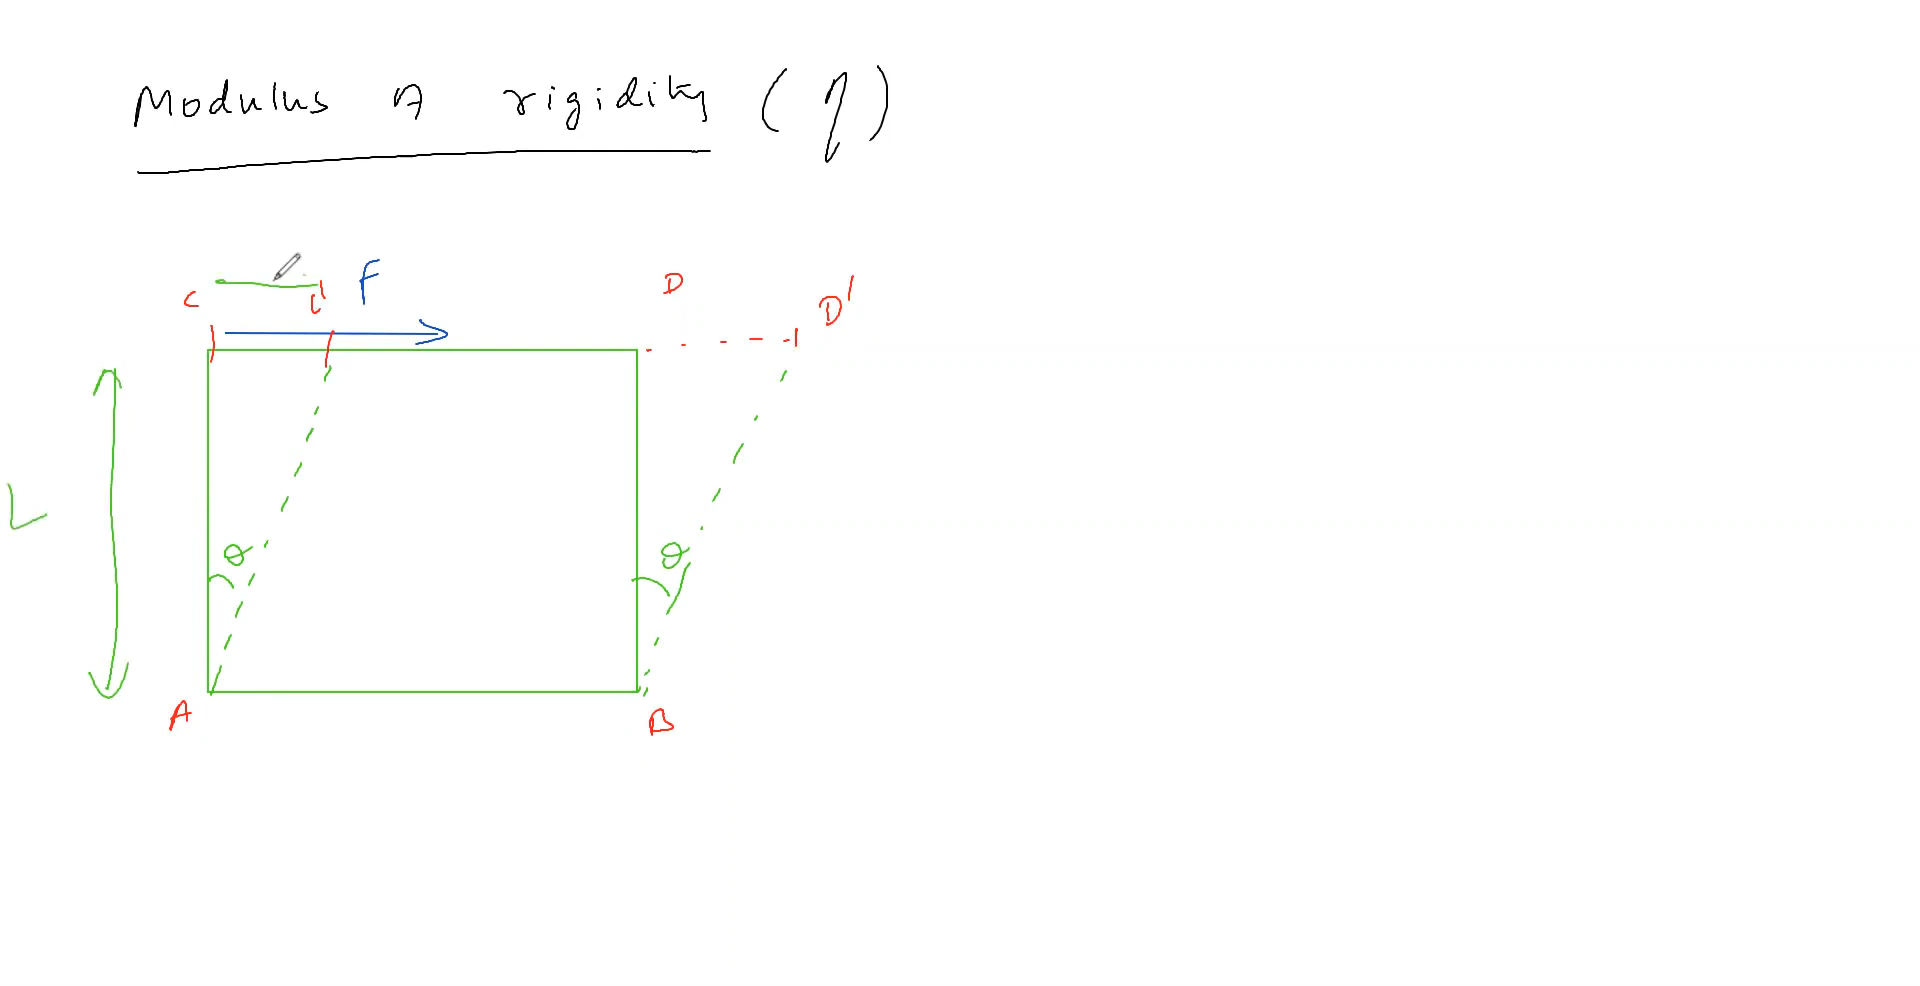 Modulus of rigidity (η)
C C' F D D'
L
θ θ
A B